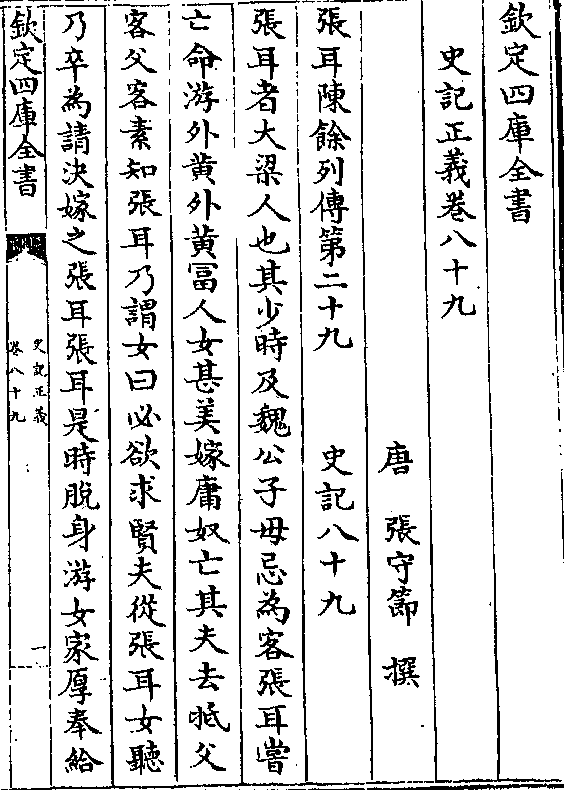 欽定四庫全書
史記正義卷八十九
唐 張守節 撰
張耳陳餘列傳第二十九 史記八十九
張耳者大梁人也其少時及魏公子毋忌為客張耳嘗
亡命游外黄外黄冨人女甚美嫁庸奴亡其夫去抵父
客父客素知張耳乃謂女曰必欲求賢夫從張耳女聽
乃卒為請決嫁之張耳張耳是時脫身游女家厚奉給
欽定四庫全書
史記正義
卷八十九
一